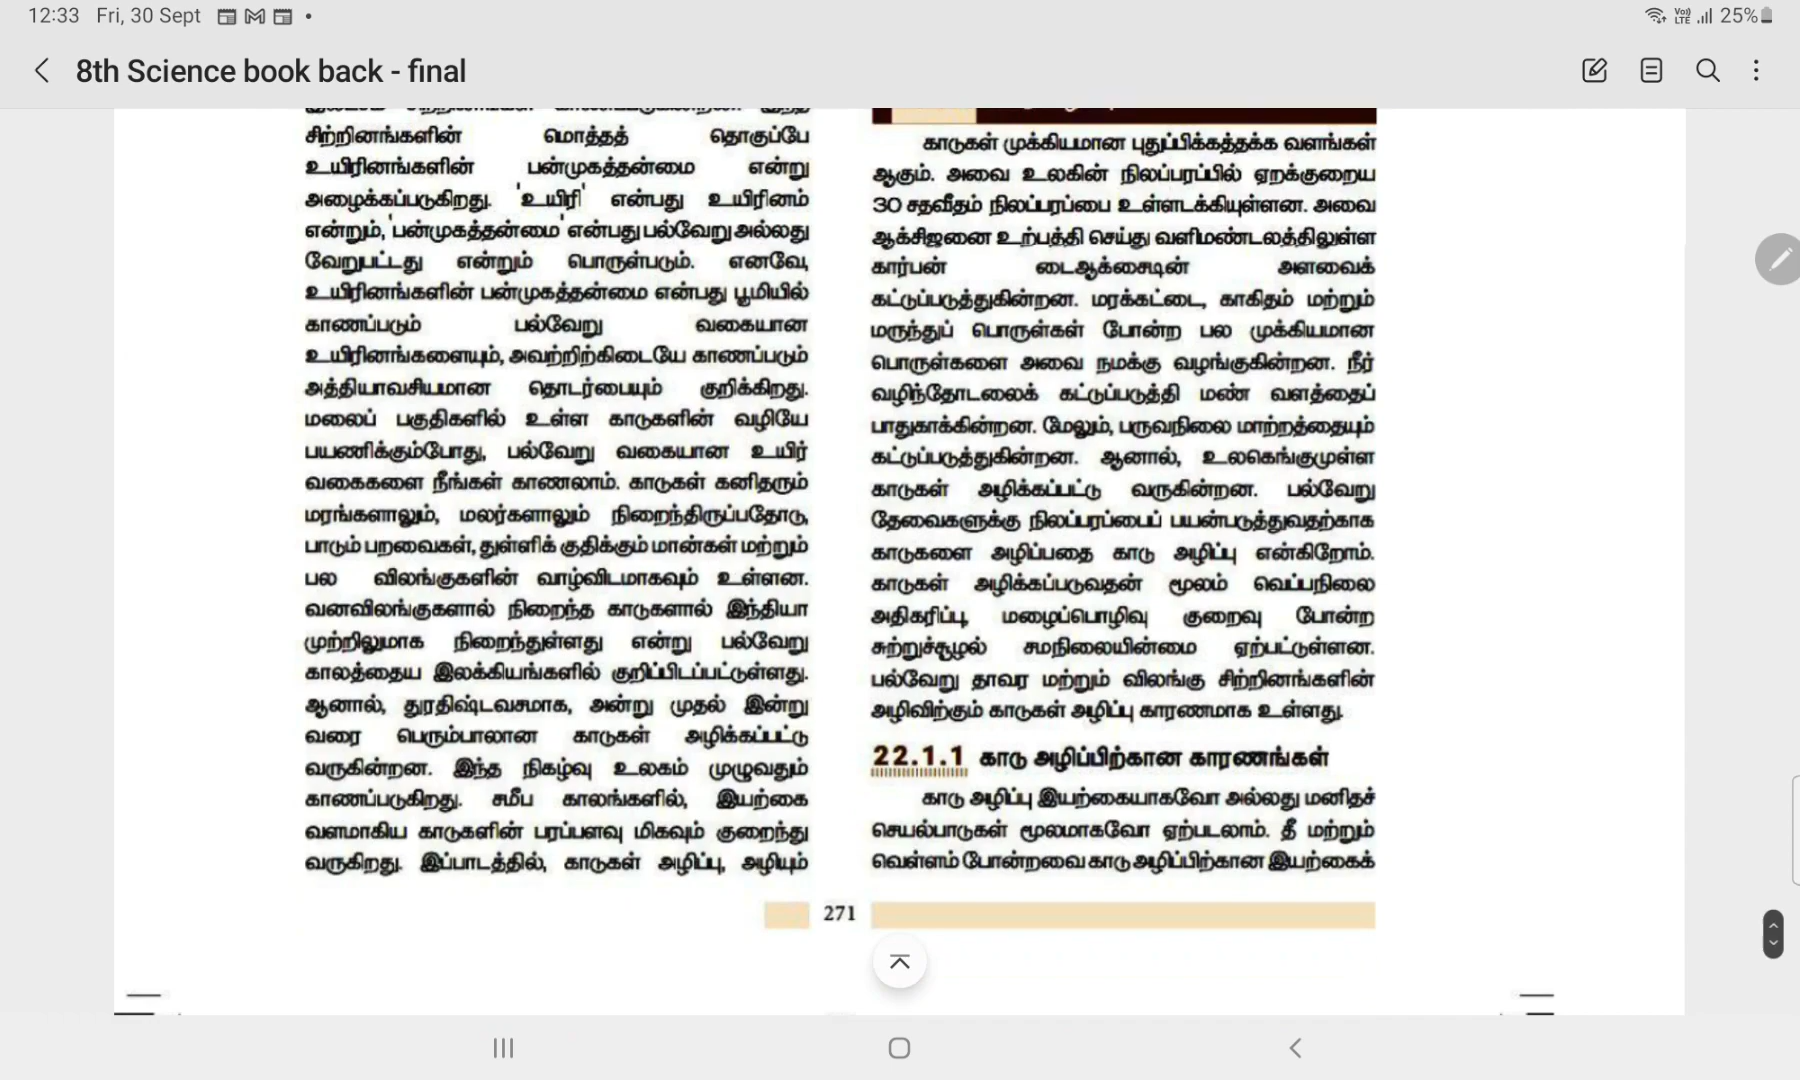 12:33 Fri, 30 Sept
Vo)) LTE 25%
8th Science book back - final
சிற்றினங்களின் மொத்தத் தொகுப்பே
உயிரினங்களின் பன்முகத்தன்மை என்று
அழைக்கப்படுகிறது. 'உயிரி' என்பது உயிரினம்
என்றும், 'பன்முகத்தன்மை' என்பது பல்வேறு அல்லது
வேறுபட்டது என்றும் பொருள்படும். எனவே,
உயிரினங்களின் பன்முகத்தன்மை என்பது பூமியில்
காணப்படும் பல்வேறு வகையான
உயிரினங்களையும், அவற்றிற்கிடையே காணப்படும்
அத்தியாவசியமான தொடர்பையும் குறிக்கிறது.
மலைப் பகுதிகளில் உள்ள காடுகளின் வழியே
பயணிக்கும்போது, பல்வேறு வகையான உயிர்
வகைகளை நீங்கள் காணலாம். காடுகள் கனிதரும்
மரங்களாலும், மலர்களாலும் நிறைந்திருப்பதோடு,
பாடும் பறவைகள், துள்ளிக் குதிக்கும் மான்கள் மற்றும்
பல விலங்குகளின் வாழ்விடமாகவும் உள்ளன.
வனவிலங்குகளால் நிறைந்த காடுகளால் இந்தியா
முற்றிலுமாக நிறைந்துள்ளது என்று பல்வேறு
காலத்தைய இலக்கியங்களில் குறிப்பிடப்பட்டுள்ளது.
ஆனால், துரதிஷ்டவசமாக, அன்று முதல் இன்று
வரை பெரும்பாலான காடுகள் அழிக்கப்பட்டு
வருகின்றன. இந்த நிகழ்வு உலகம் முழுவதும்
காணப்படுகிறது. சமீப காலங்களில், இயற்கை
வளமாகிய காடுகளின் பரப்பளவு மிகவும் குறைந்து
வருகிறது. இப்பாடத்தில், காடுகள் அழிப்பு, அழியும்
காடுகள் முக்கியமான புதுப்பிக்கத்தக்க வளங்கள்
ஆகும். அவை உலகின் நிலப்பரப்பில் ஏறக்குறைய
30 சதவீதம் நிலப்பரப்பை உள்ளடக்கியுள்ளன. அவை
ஆக்சிஜனை உற்பத்தி செய்து வளிமண்டலத்திலுள்ள
கார்பன் டைஆக்சைடின் அளவைக்
கட்டுப்படுத்துகின்றன. மரக்கட்டை, காகிதம் மற்றும்
மருந்துப் பொருள்கள் போன்ற பல முக்கியமான
பொருள்களை அவை நமக்கு வழங்குகின்றன. நீர்
வழிந்தோடலைக் கட்டுப்படுத்தி மண் வளத்தைப்
பாதுகாக்கின்றன. மேலும், பருவநிலை மாற்றத்தையும்
கட்டுப்படுத்துகின்றன. ஆனால், உலகெங்குமுள்ள
காடுகள் அழிக்கப்பட்டு வருகின்றன. பல்வேறு
தேவைகளுக்கு நிலப்பரப்பைப் பயன்படுத்துவதற்காக
காடுகளை அழிப்பதை காடு அழிப்பு என்கிறோம்.
காடுகள் அழிக்கப்படுவதன் மூலம் வெப்பநிலை
அதிகரிப்பு, மழைப்பொழிவு குறைவு போன்ற
சுற்றுச்சூழல் சமநிலையின்மை ஏற்பட்டுள்ளன.
பல்வேறு தாவர மற்றும் விலங்கு சிற்றினங்களின்
அழிவிற்கும் காடுகள் அழிப்பு காரணமாக உள்ளது.
22.1.1 காடு அழிப்பிற்கான காரணங்கள்
காடு அழிப்பு இயற்கையாகவோ அல்லது மனிதச்
செயல்பாடுகள் மூலமாகவோ ஏற்படலாம். தீ மற்றும்
வெள்ளம் போன்றவை காடு அழிப்பிற்கான இயற்கைக்
271